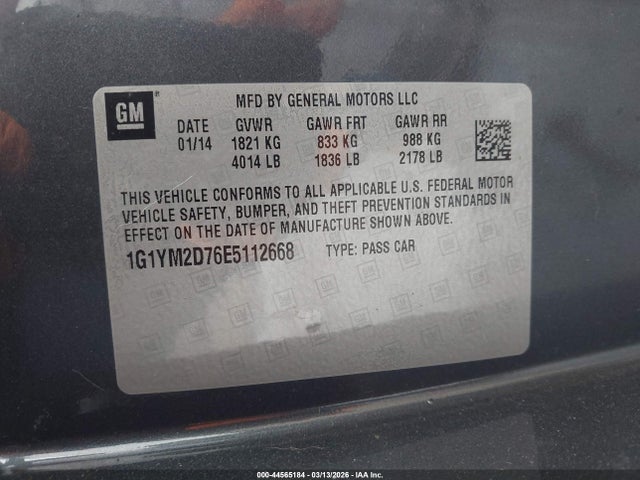 GM
MFD BY GENERAL MOTORS LLC
DATE GVWR GAWR FRT GAWR RR
01/14 1821 KG 833 KG 988 KG
4014 LB 1836 LB 2178 LB
THIS VEHICLE CONFORMS TO ALL APPLICABLE U.S. FEDERAL MOTOR
VEHICLE SAFETY, BUMPER, AND THEFT PREVENTION STANDARDS IN
EFFECT ON THE DATE OF MANUFACTURE SHOWN ABOVE.
1G1YM2D76E5112668 TYPE: PASS CAR
000-44565184 | 03/13/2026 | IAA Inc.